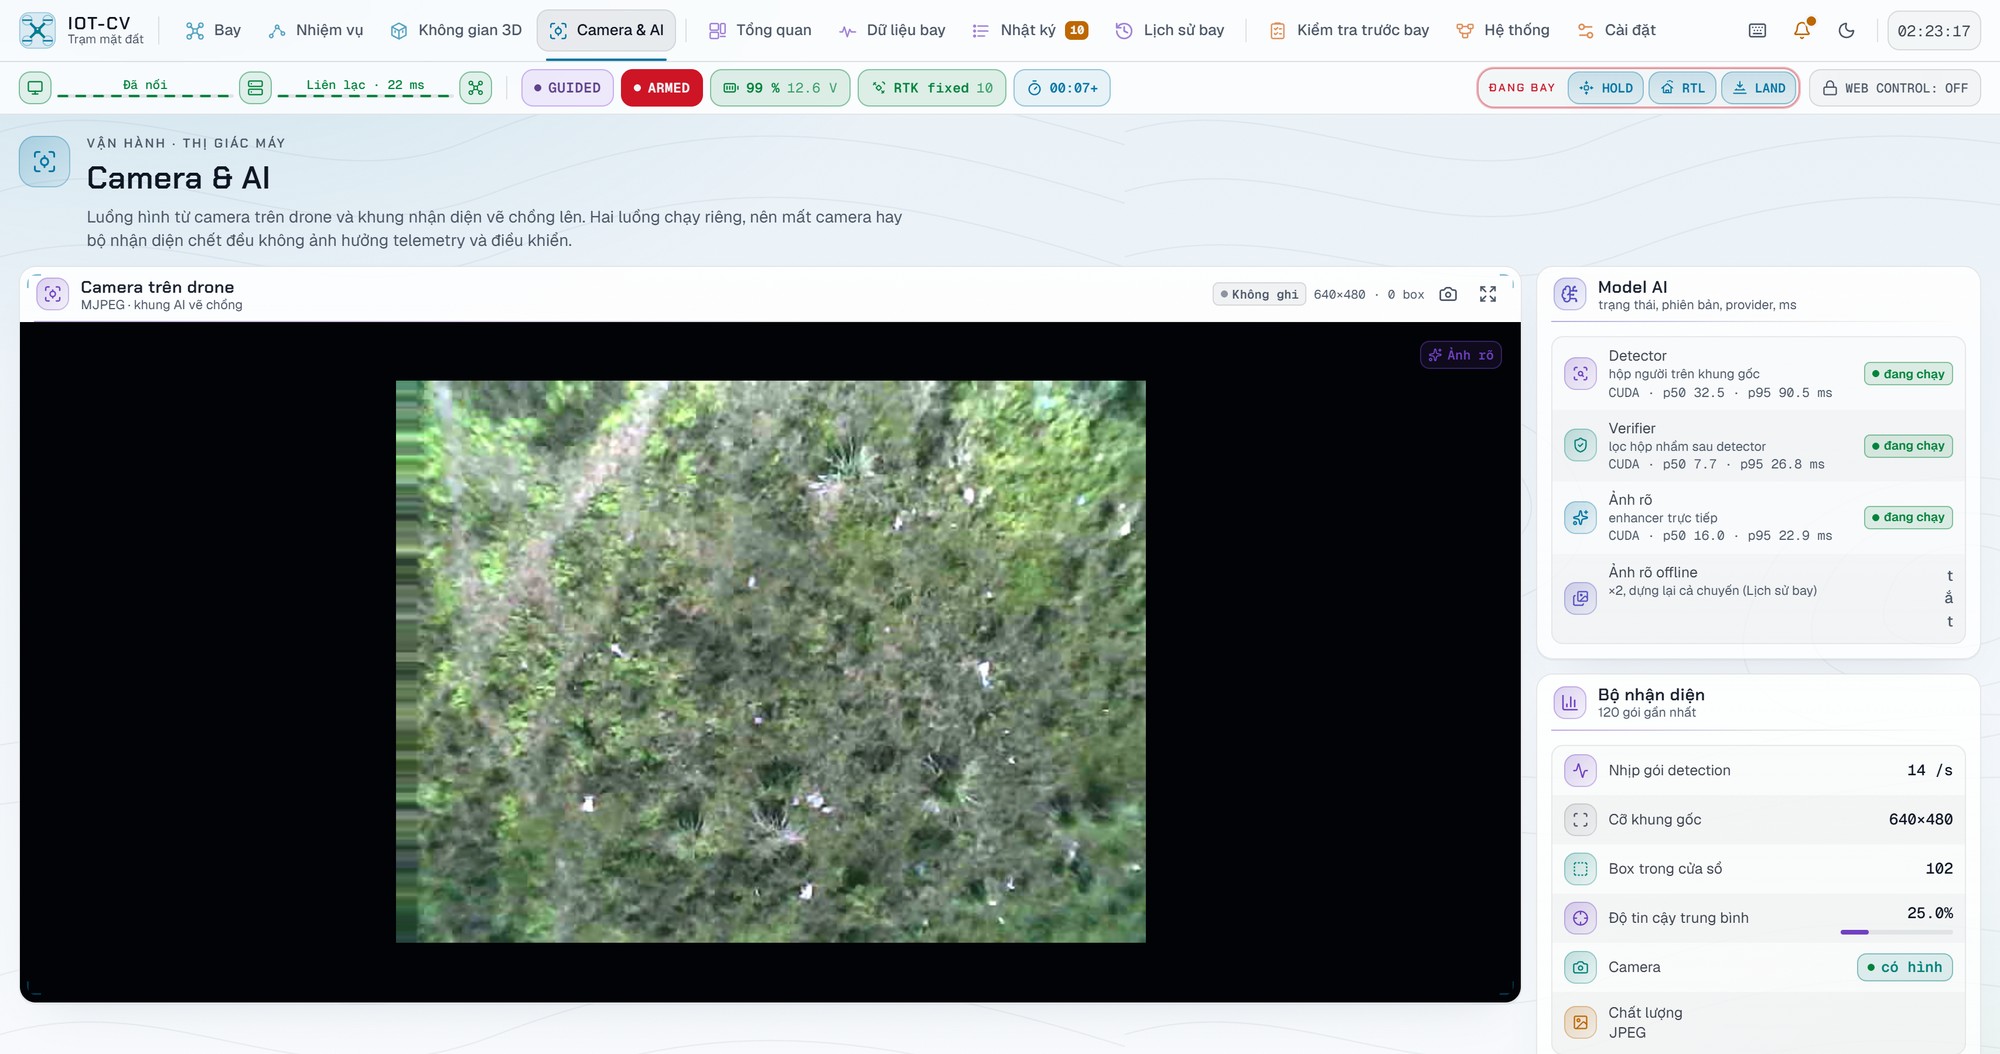 IOT-CV
Trạm mặt đất
Bay
Nhiệm vụ
Không gian 3D
Camera & AI
Tổng quan
Dữ liệu bay
Nhật ký 10
Lịch sử bay
Kiểm tra trước bay
Hệ thống
Cài đặt
02:23:17
Đã nối
Liên lạc · 22 ms
GUIDED
ARMED
99 % 12.6 V
RTK fixed 10
00:07+
ĐANG BAY
HOLD
RTL
LAND
WEB CONTROL: OFF
VẬN HÀNH · THỊ GIÁC MÁY
Camera & AI
Luồng hình từ camera trên drone và khung nhận diện vẽ chồng lên. Hai luồng chạy riêng, nên mất camera hay
bộ nhận diện chết đều không ảnh hưởng telemetry và điều khiển.
Camera trên drone
MJPEG · khung AI vẽ chồng
Không ghi
640×480 · 0 box
Ảnh rõ
Model AI
trạng thái, phiên bản, provider, ms
Detector
hộp người trên khung gốc
CUDA · p50 32.5 · p95 90.5 ms
đang chạy
Verifier
lọc hộp nhầm sau detector
CUDA · p50 7.7 · p95 26.8 ms
đang chạy
Ảnh rõ
enhancer trực tiếp
CUDA · p50 16.0 · p95 22.9 ms
đang chạy
Ảnh rõ offline
×2, dựng lại cả chuyến (Lịch sử bay)
t
ắ
t
Bộ nhận diện
120 gói gần nhất
Nhịp gói detection
14 /s
Cỡ khung gốc
640×480
Box trong cửa sổ
102
Độ tin cậy trung bình
25.0%
Camera
có hình
Chất lượng
JPEG